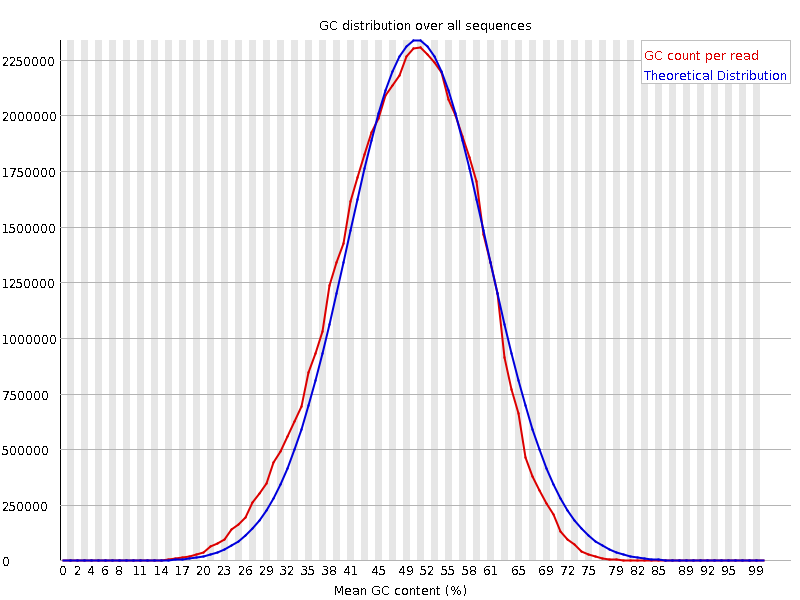 GC distribution over all sequences
GC count per read
Theoretical Distribution
2250000
2000000
1750000
1500000
1250000
1000000
750000
500000
250000
0
0 2 4 6 8 11 14 17 20 23 26 29 32 35 38 41 45 49 52 55 58 61 65 69 72 75 79 82 85 89 92 95 99
Mean GC content (%)